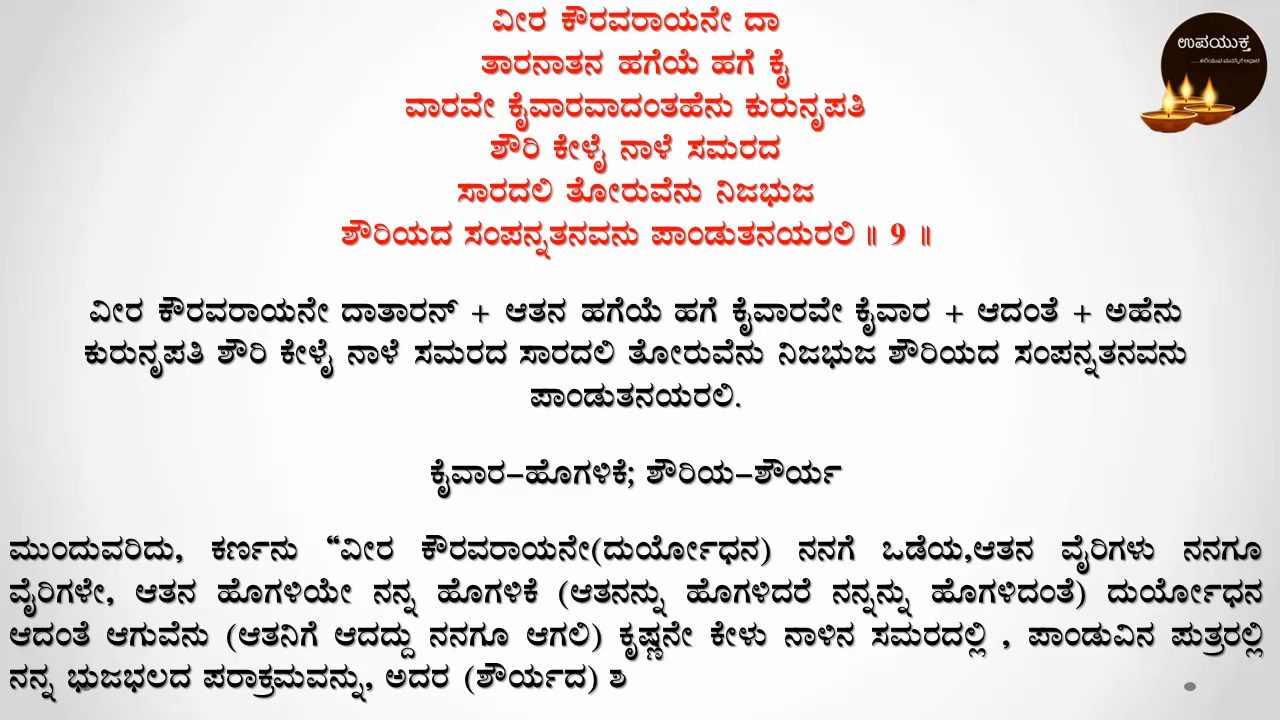 ವೀರ ಕೌರವರಾಯನೇ ದಾ
ತಾರನಾತನ ಹಗೆಯೆ ಹಗೆ ಕೈ
ವಾರವೇ ಕೈವಾರವಾದಂತಹೆನು ಕುರುನೃಪತಿ
ಶೌರಿ ಕೇಳೈ ನಾಳೆ ಸಮರದ
ಸಾರದಲಿ ತೋರುವೆನು ನಿಜಭುಜ
ಶೌರಿಯದ ಸಂಪನ್ನತನವನು ಪಾಂಡುತನಯರಲಿ ॥ 9 ॥
ಉಪಯುಕ್ತ
.....ಕಲಿಯುವ ಮನಸ್ಸಿಗೆ ಆಧಾರ
ವೀರ ಕೌರವರಾಯನೇ ದಾತಾರನ್ + ಆತನ ಹಗೆಯೆ ಹಗೆ ಕೈವಾರವೇ ಕೈವಾರ + ಆದಂತೆ + ಅಹೆನು
ಕುರುನೃಪತಿ ಶೌರಿ ಕೇಳೈ ನಾಳೆ ಸಮರದ ಸಾರದಲಿ ತೋರುವೆನು ನಿಜಭುಜ ಶೌರಿಯದ ಸಂಪನ್ನತನವನು
ಪಾಂಡುತನಯರಲಿ.
ಕೈವಾರ-ಹೊಗಳಿಕೆ; ಶೌರಿಯ-ಶೌರ್ಯ
ಮುಂದುವರಿದು, ಕರ್ಣನು “ವೀರ ಕೌರವರಾಯನೇ(ದುರ್ಯೋಧನ) ನನಗೆ ಒಡೆಯ,ಆತನ ವೈರಿಗಳು ನನಗೂ
ವೈರಿಗಳೇ, ಆತನ ಹೊಗಳಿಯೇ ನನ್ನ ಹೊಗಳಿಕೆ (ಆತನನ್ನು ಹೊಗಳಿದರೆ ನನ್ನನ್ನು ಹೊಗಳಿದಂತೆ) ದುರ್ಯೋಧನ
ಆದಂತೆ ಆಗುವೆನು (ಆತನಿಗೆ ಆದದ್ದು ನನಗೂ ಆಗಲಿ) ಕೃಷ್ಣನೇ ಕೇಳು ನಾಳಿನ ಸಮರದಲ್ಲಿ , ಪಾಂಡುವಿನ ಪುತ್ರರಲ್ಲಿ
ನನ್ನ ಭುಜಭಲದ ಪರಾಕ್ರಮವನ್ನು, ಅದರ (ಶೌರ್ಯದ)